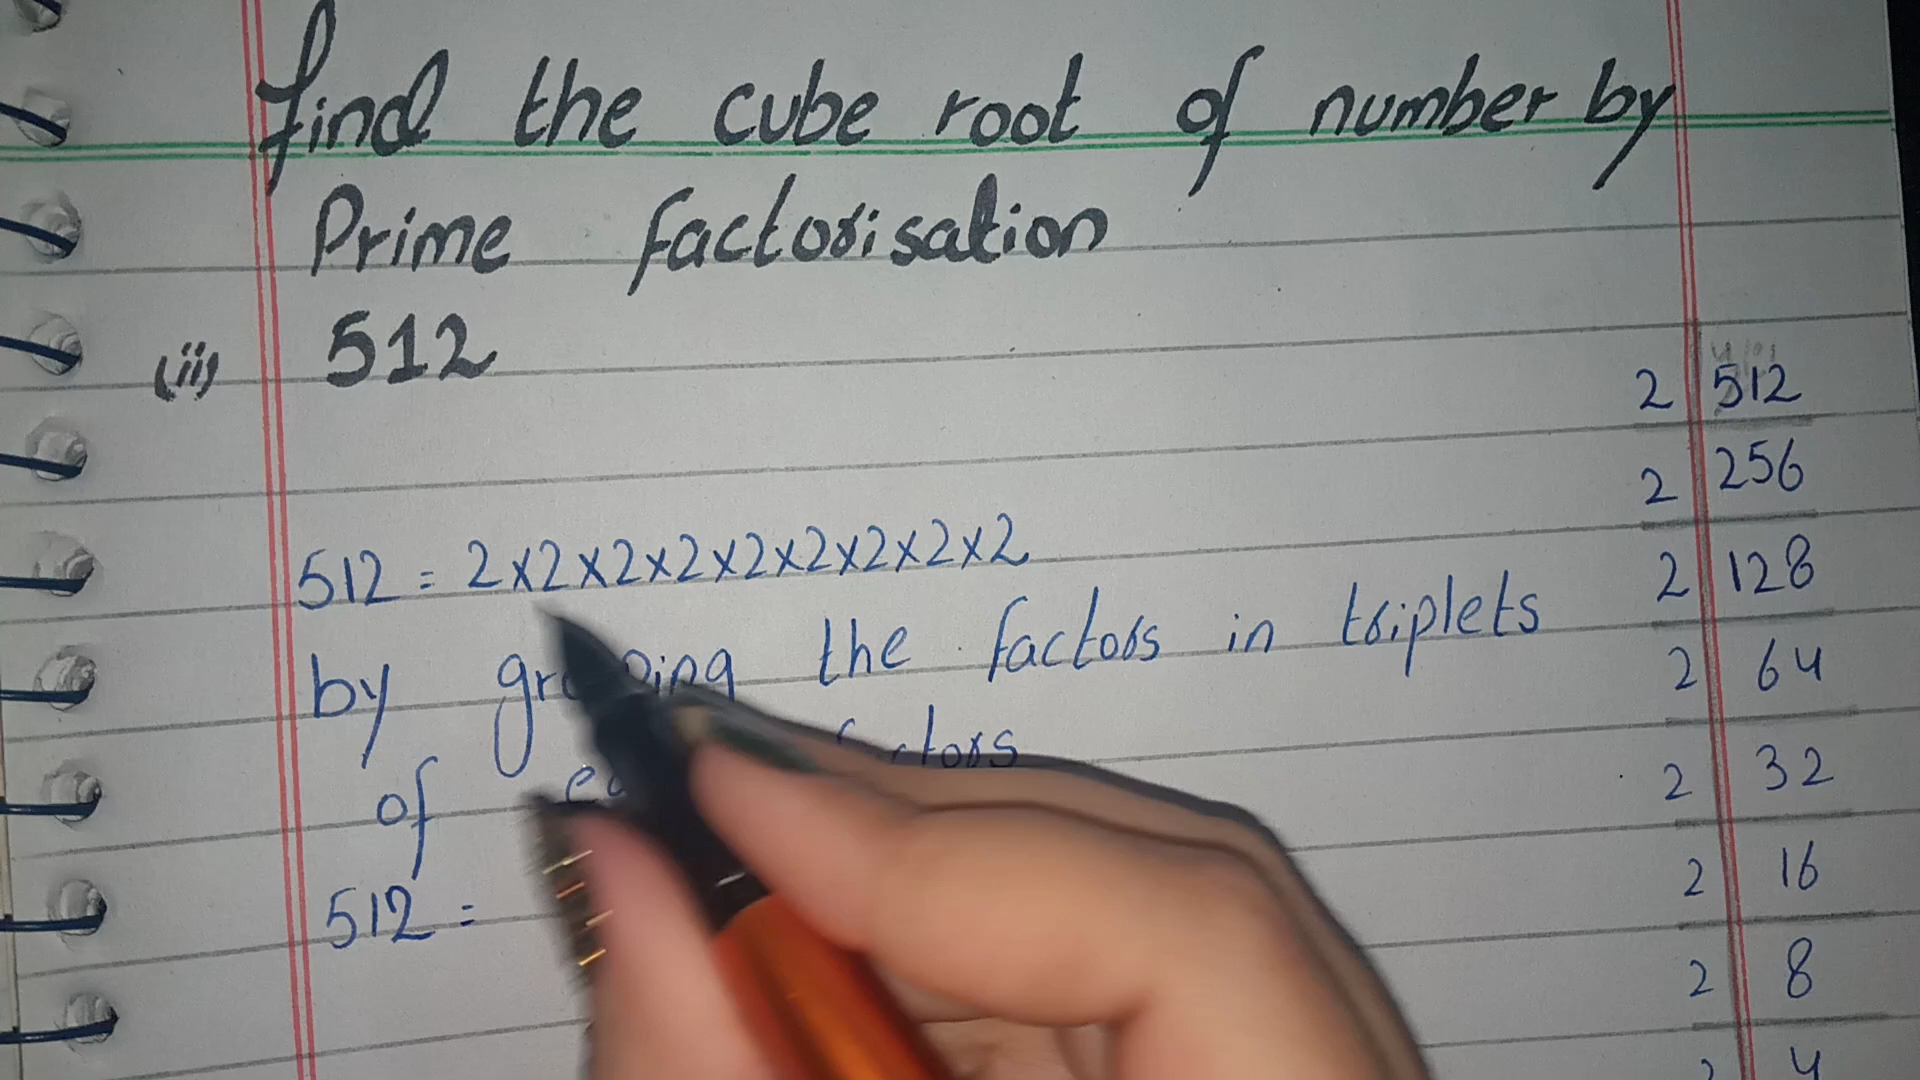 find the cube root of number by
Prime factorisation
(ii) 512
2 512
2 256
512 = 2×2×2×2×2×2×2×2×2
2 128
by the factors in triplets
2 64
of
2 32
512 =
2 16
2 8
2 4